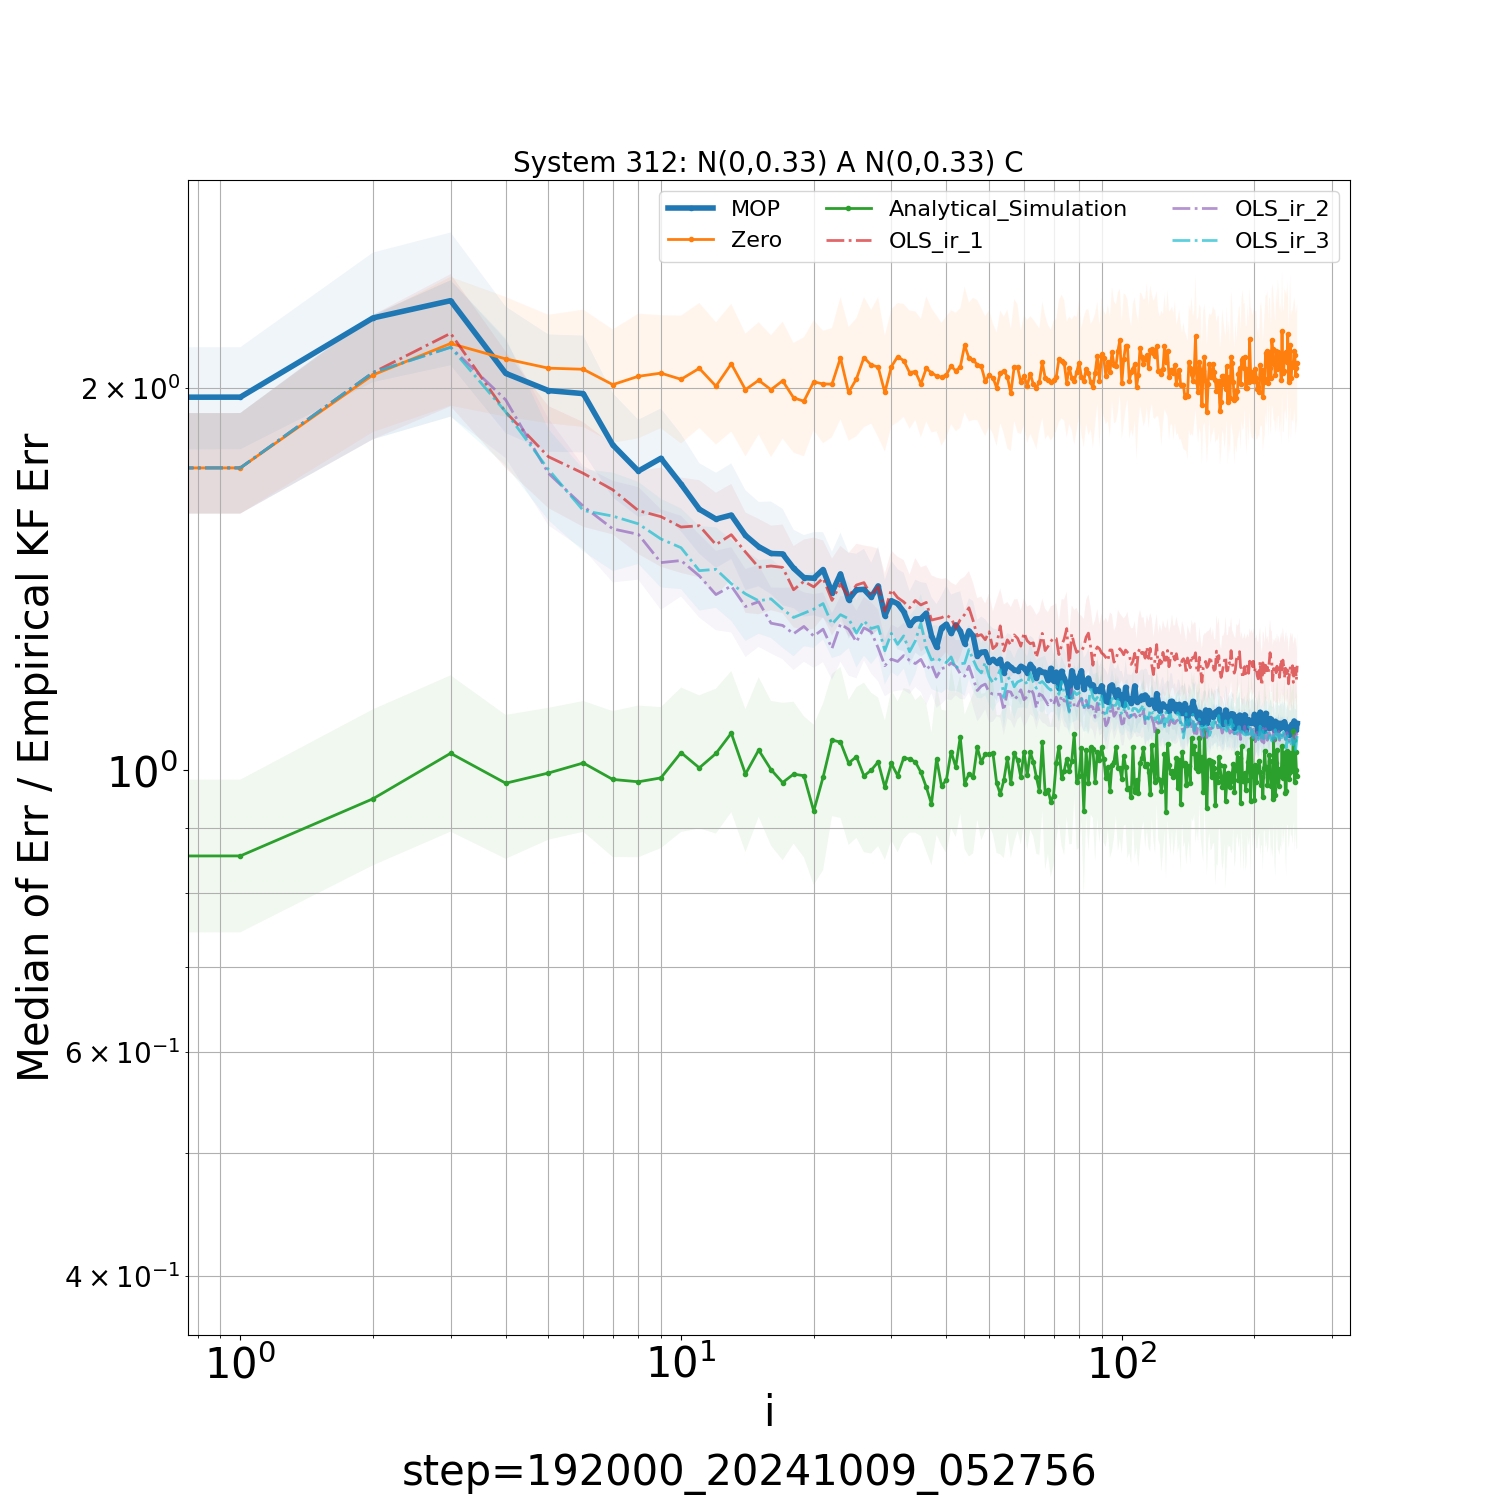 System 312: N(0,0.33) A N(0,0.33) C
MOP
Zero
Analytical_Simulation
OLS_ir_1
OLS_ir_2
OLS_ir_3
Median of Err / Empirical KF Err
2 × 10⁰
10⁰
6 × 10⁻¹
4 × 10⁻¹
10⁰ 10¹ 10²
i
step=192000_20241009_052756